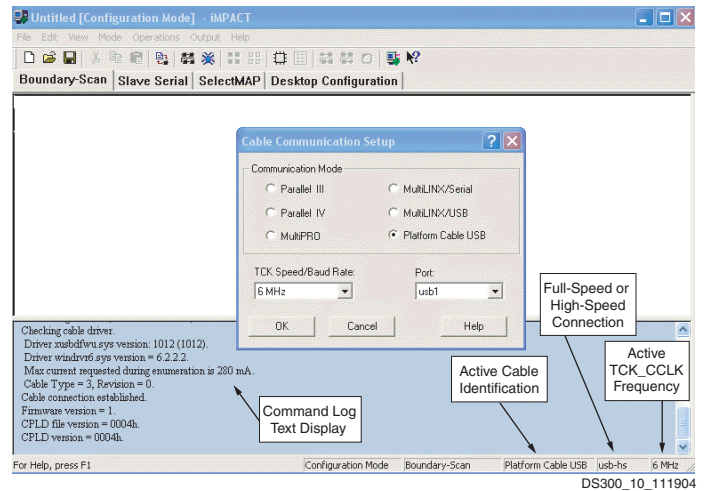 Untitled [Configuration Mode] - iMPACT
File Edit View Mode Operations Output Help
Boundary-Scan Slave Serial SelectMAP Desktop Configuration
Cable Communication Setup
Communication Mode
Parallel III MultiLINX/Serial
Parallel IV MultiLINX/USB
MultiPRO Platform Cable USB
TCK Speed/Baud Rate: Port:
6 MHz usb1
OK Cancel Help
Full-Speed or
High-Speed
Connection
Checking cable driver.
Driver xusbdfwu.sys version: 1012 (1012).
Driver windrvr6.sys version = 6.2.2.2.
Max current requested during enumeration is 280 mA.
Cable Type = 3, Revision = 0.
Cable connection established.
Firmware version = 1.
CPLD file version = 0004h.
CPLD version = 0004h.
Command Log
Text Display
Active Cable
Identification
Active
TCK_CCLK
Frequency
For Help, press F1 Configuration Mode Boundary-Scan Platform Cable USB usb-hs 6 MHz
DS300_10_111904